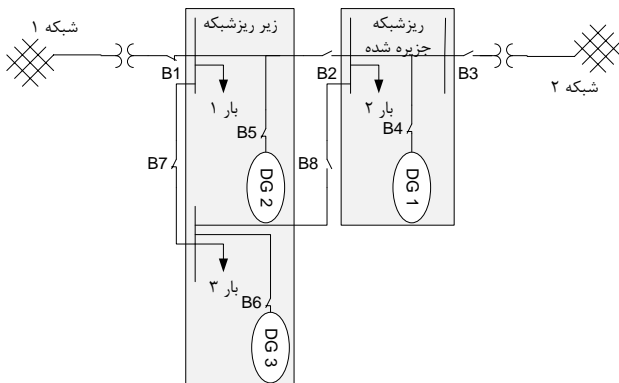 شبکه ۱
زیر ریزشبکه
ریزشبکه
جزیره شده
شبکه ۲
B1
B2
B3
بار ۱
بار ۲
B5
B4
B7
B8
DG 2
DG 1
بار ۳
B6
DG 3